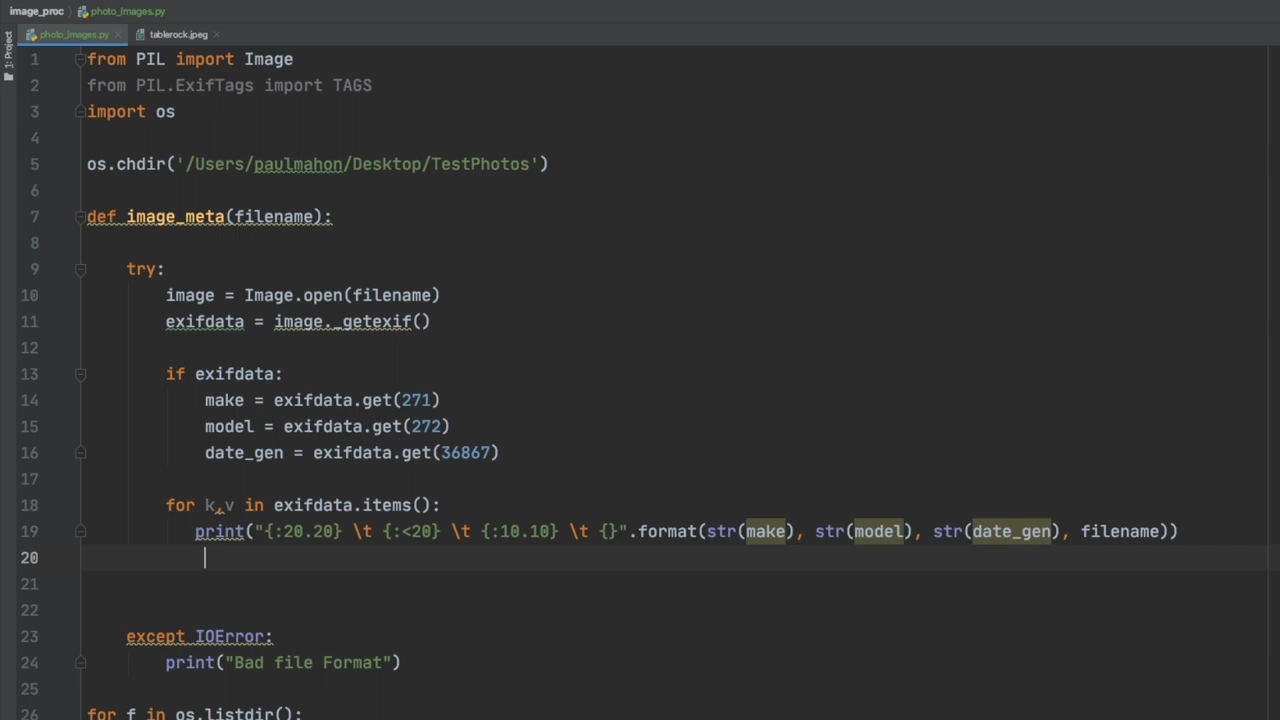 image_proc photo_images.py
photo_images.py tablerock.jpeg
1: Project
1 from PIL import Image
2 from PIL.ExifTags import TAGS
3 import os
4
5 os.chdir('/Users/paulmahon/Desktop/TestPhotos')
6
7 def image_meta(filename):
8
9 try:
10 image = Image.open(filename)
11 exifdata = image._getexif()
12
13 if exifdata:
14 make = exifdata.get(271)
15 model = exifdata.get(272)
16 date_gen = exifdata.get(36867)
17
18 for k,v in exifdata.items():
19 print("{:20.20} \t {:<20} \t {:10.10} \t {}".format(str(make), str(model), str(date_gen), filename))
20
21
22
23 except IOError:
24 print("Bad file Format")
25
26 for f in os.listdir():